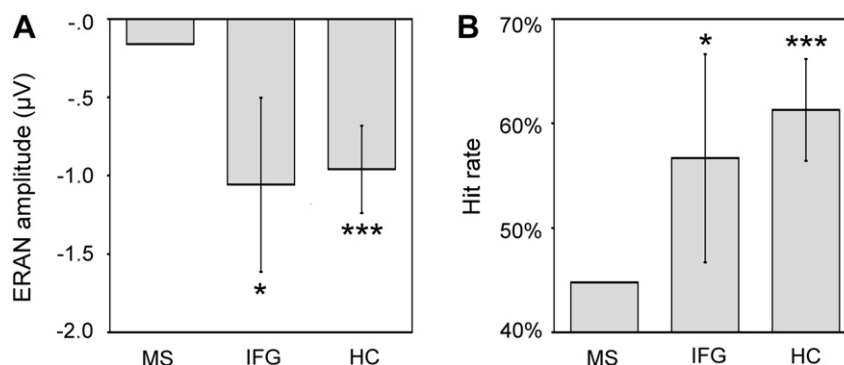 A
ERAN amplitude (µV)
-.0
-.5
-1.0
-1.5
-2.0
*
***
MS IFG HC
B
Hit rate
70%
60%
50%
40%
*
***
MS IFG HC